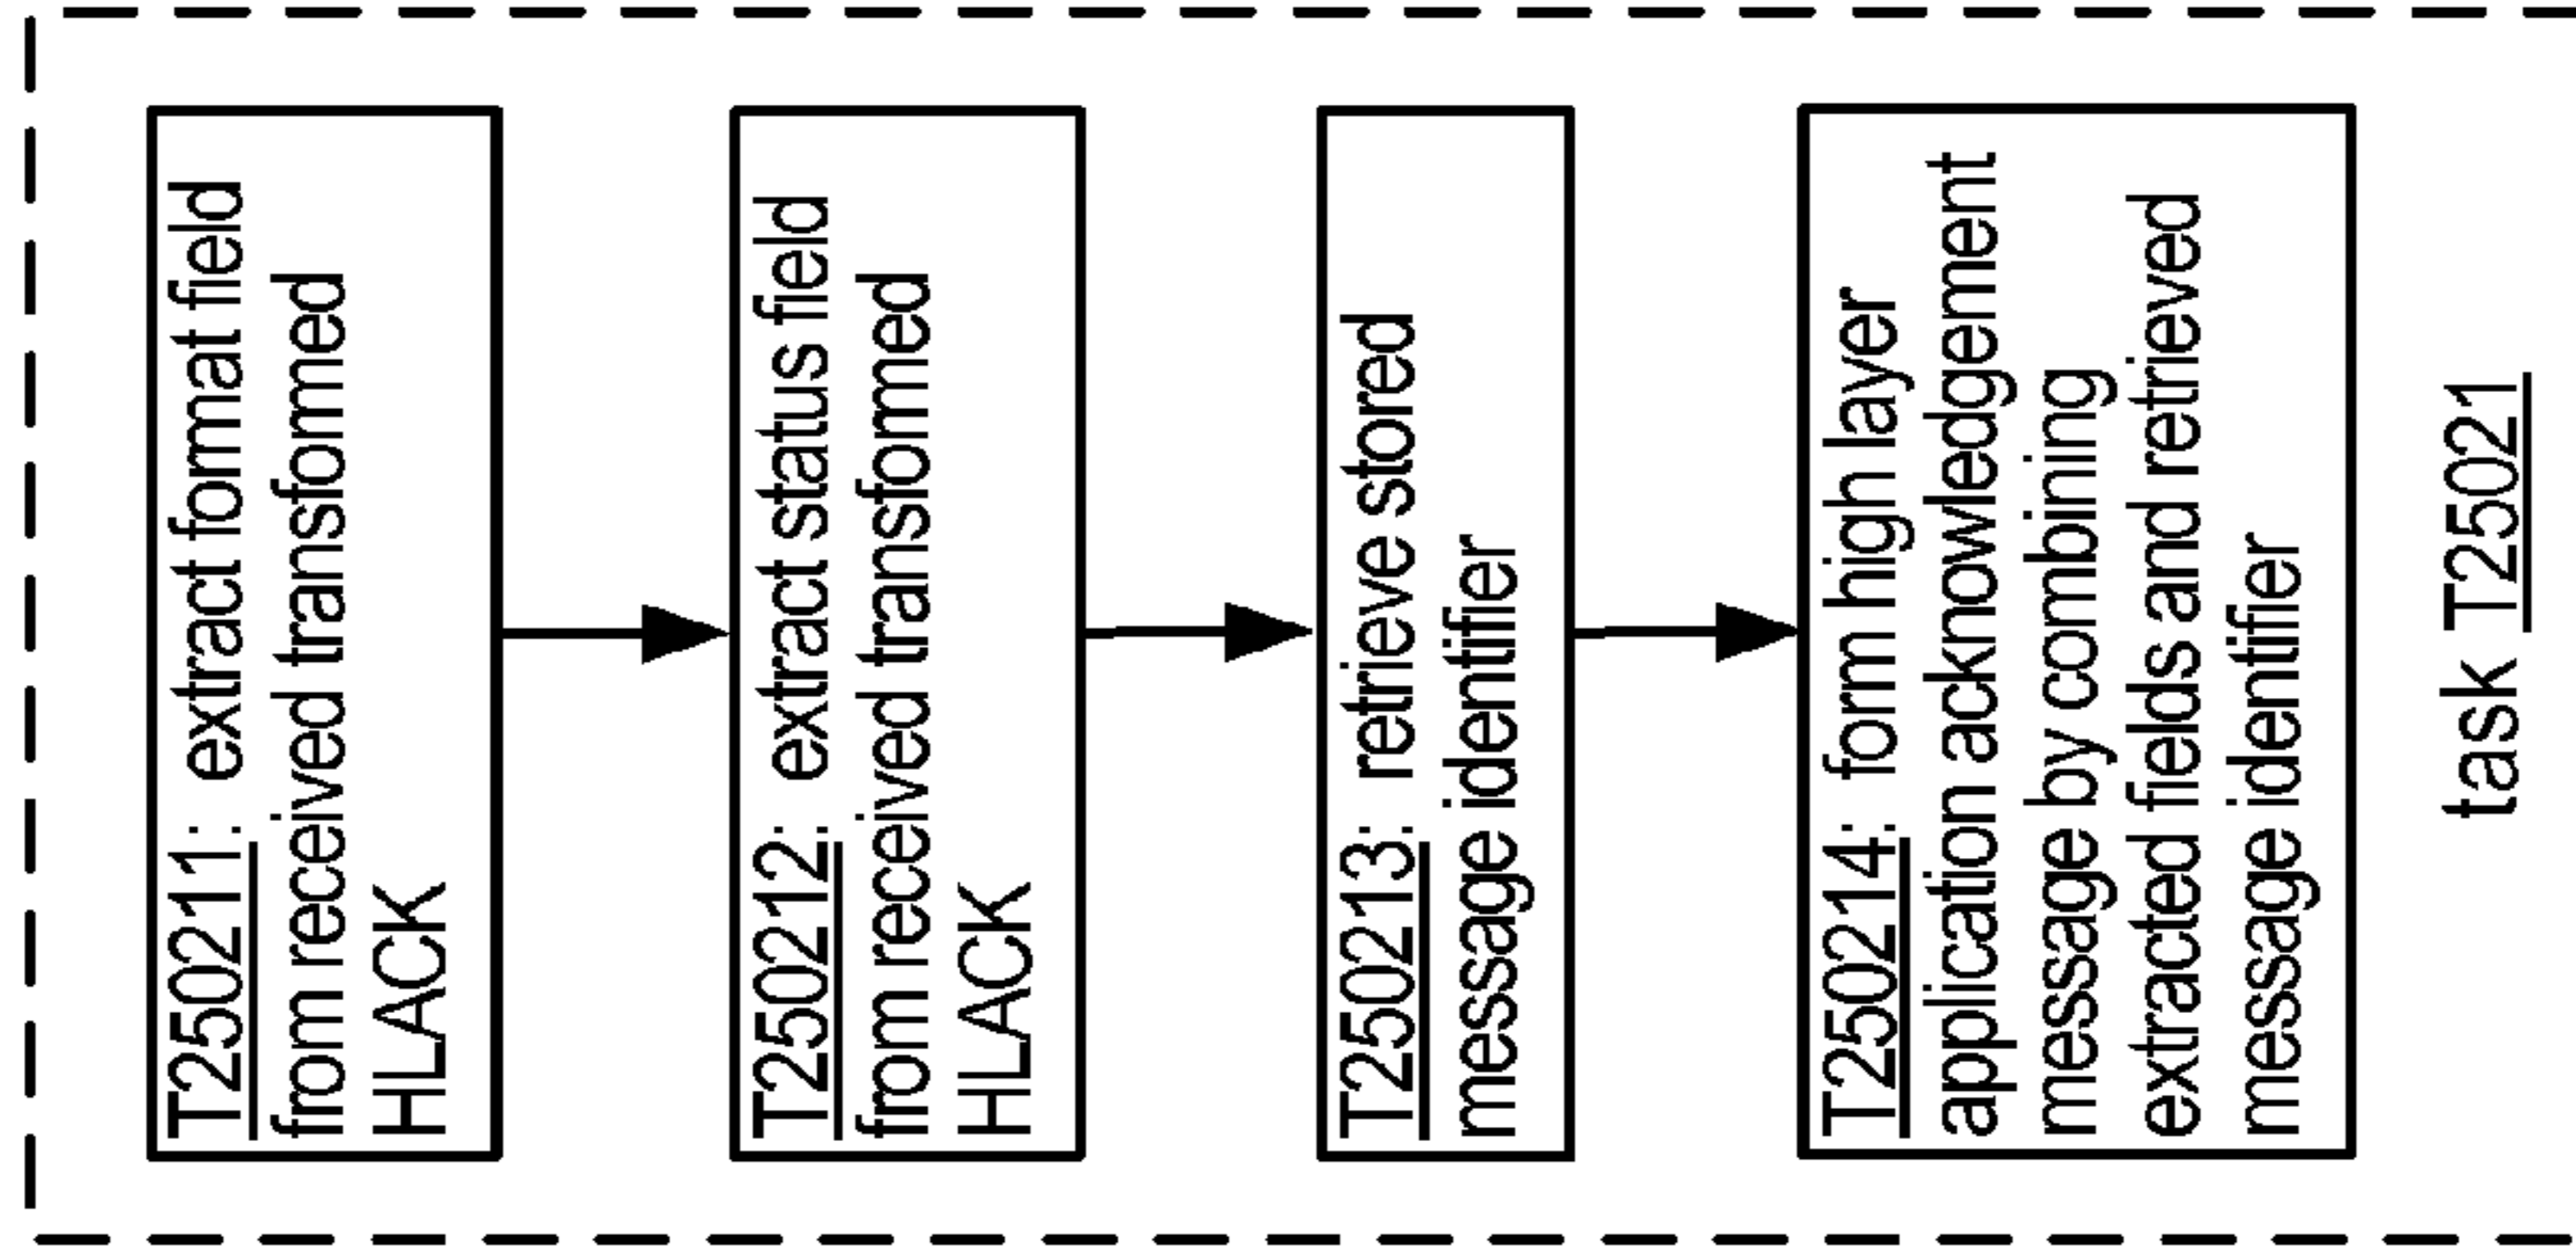 T250211: extract fomat field
from received transfomed
HLACK
T250212: extract status field
from received transfomed
HLACK
T250213: retrieve stored
message identifier
T250214: form high layer
application acknowledgement
message by combining
extracted fields and retrieved
message identifier
task T25021